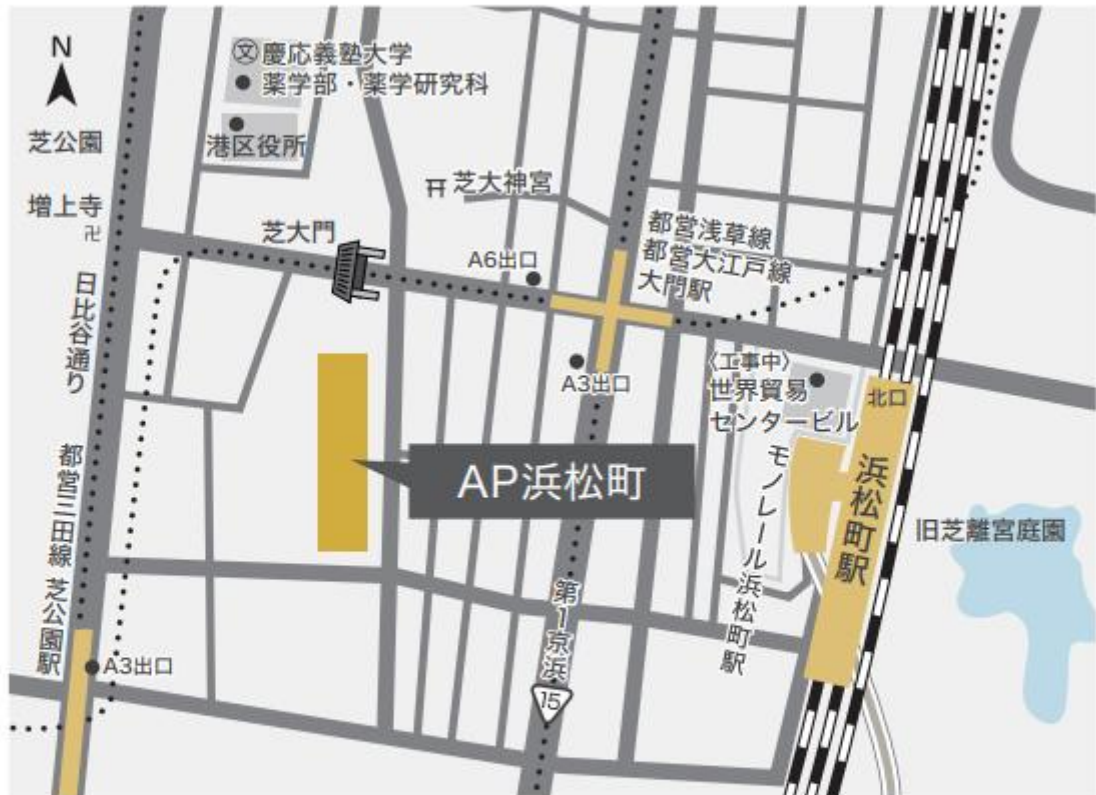 N
文 慶応義塾大学
薬学部・薬学研究科
港区役所
芝公園
増上寺
卍
芝大門
芝大神宮
A6出口
都営浅草線
都営大江戸線
大門駅
A3出口
〈工事中〉
世界貿易
センタービル
北口
日比谷通り
AP浜松町
モノレール浜松町駅
浜松町駅
旧芝離宮庭園
都営三田線 芝公園駅
A3出口
第1京浜
15